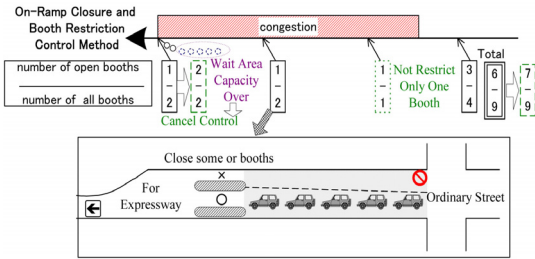 On-Ramp Closure and
Booth Restriction
Control Method
congestion
number of open booths
number of all booths
1
-
2
2
-
2
Wait Area
Capacity
Over
Cancel Control
1
-
2
1
-
1
Not Restrict
Only One
Booth
3
-
4
Total
6
-
9
7
-
9
Close some or booths
×
For
Expressway
Ordinary Street